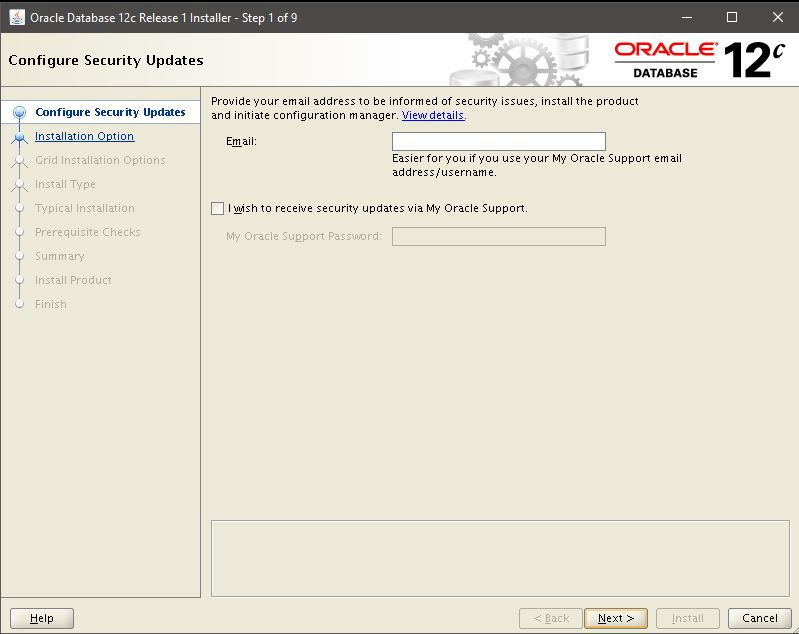 Oracle Database 12c Release 1 Installer - Step 1 of 9
Configure Security Updates
ORACLE®
DATABASE
12c
Configure Security Updates
Installation Option
Grid Installation Options
Install Type
Typical Installation
Prerequisite Checks
Summary
Install Product
Finish
Provide your email address to be informed of security issues, install the product
and initiate configuration manager. View details.
Email:
Easier for you if you use your My Oracle Support email
address/username.
I wish to receive security updates via My Oracle Support.
My Oracle Support Password:
Help
< Back
Next >
Install
Cancel